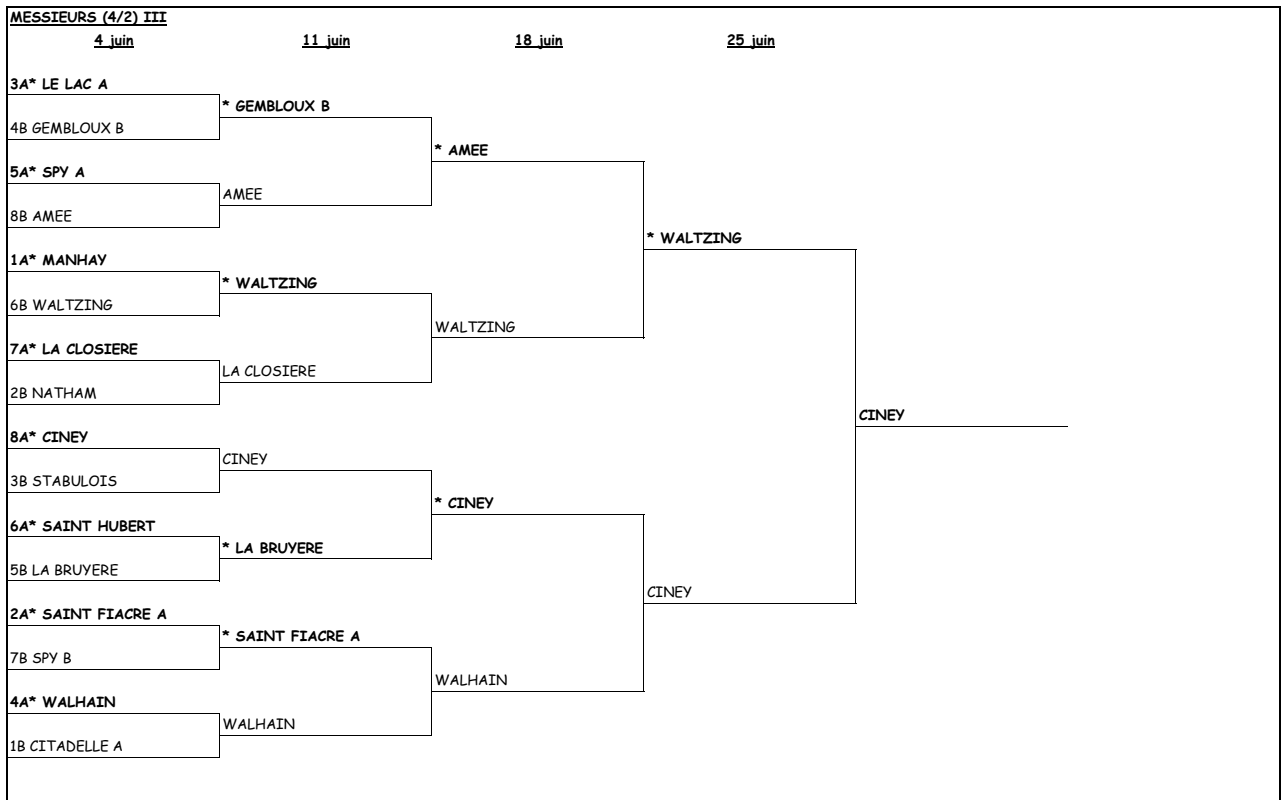 MESSIEURS (4/2) III
4 juin 11 juin 18 juin 25 juin
3A* LE LAC A
* GEMBLOUX B
4B GEMBLOUX B
* AMEE
5A* SPY A
AMEE
8B AMEE
* WALTZING
1A* MANHAY
* WALTZING
6B WALTZING
WALTZING
7A* LA CLOSIERE
LA CLOSIERE
2B NATHAM
CINEY
8A* CINEY
CINEY
3B STABULOIS
* CINEY
6A* SAINT HUBERT
* LA BRUYERE
5B LA BRUYERE
CINEY
2A* SAINT FIACRE A
* SAINT FIACRE A
7B SPY B
WALHAIN
4A* WALHAIN
WALHAIN
1B CITADELLE A